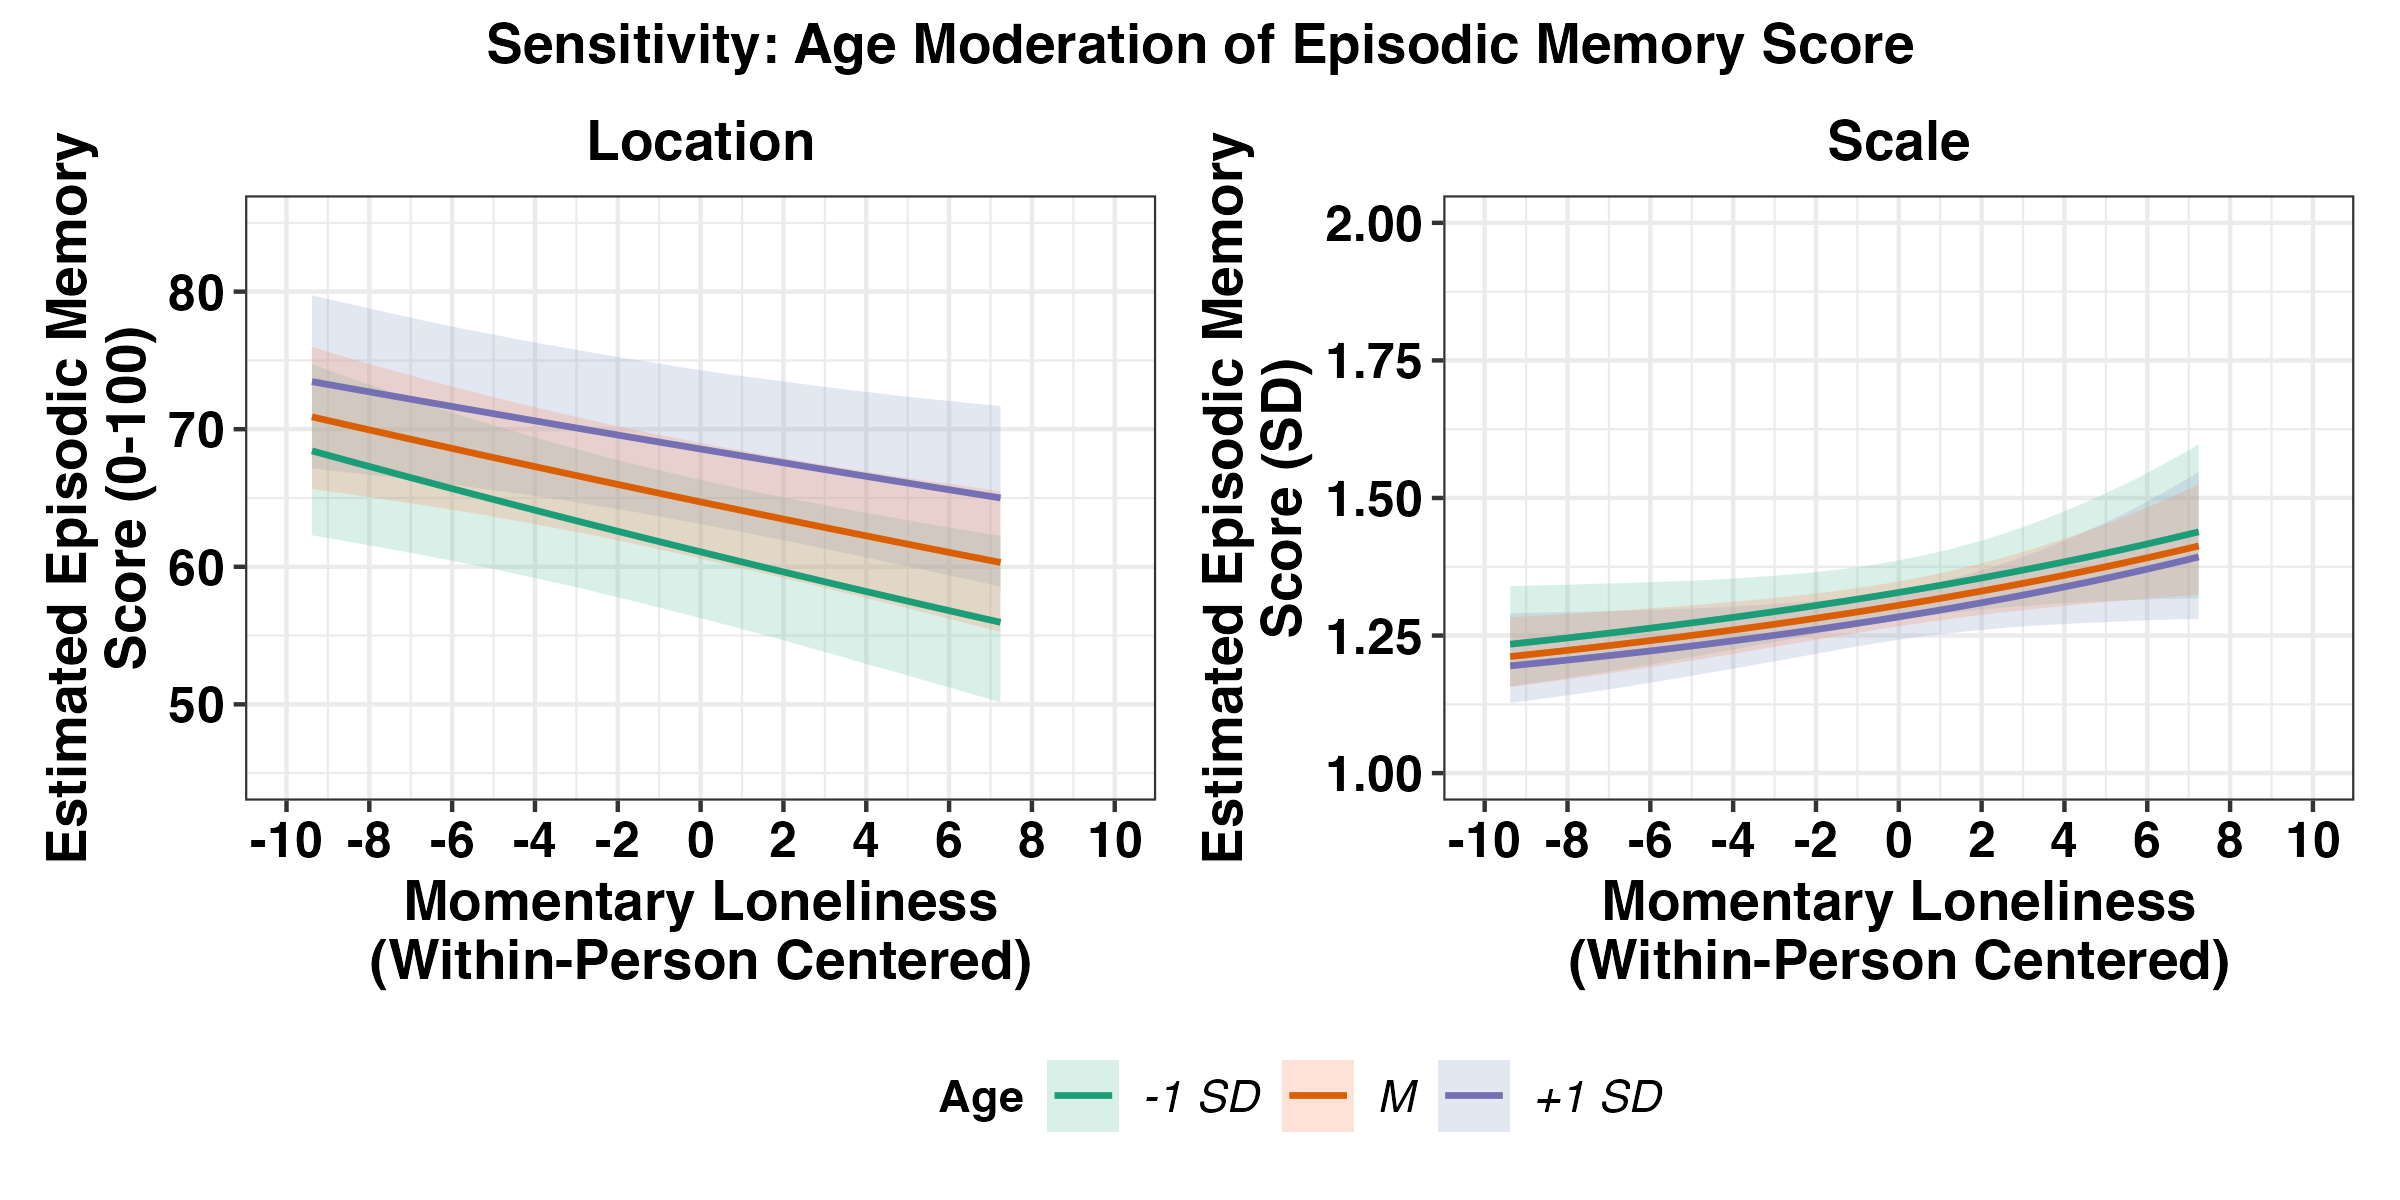 Sensitivity: Age Moderation of Episodic Memory Score
Location
Estimated Episodic Memory
Score (0-100)
80
70
60
50
-10 -8 -6 -4 -2 0 2 4 6 8 10
Momentary Loneliness
(Within-Person Centered)
Scale
Estimated Episodic Memory
Score (SD)
2.00
1.75
1.50
1.25
1.00
-10 -8 -6 -4 -2 0 2 4 6 8 10
Momentary Loneliness
(Within-Person Centered)
Age -1 SD M +1 SD